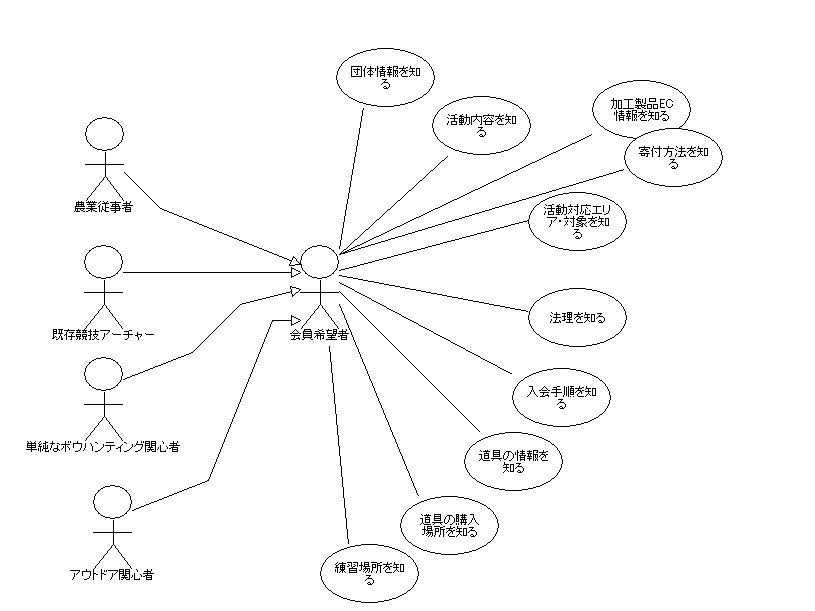 団体情報を知
る
活動内容を知
る
加工製品EC
情報を知る
寄付方法を知
る
農業従事者
活動対応エリ
ア・対象を知
る
既存競技アーチャー
会員希望者
法理を知る
入会手順を知
る
単純なボウハンティング関心者
道具の情報を
知る
道具の購入
場所を知る
アウトドア関心者
練習場所を知
る